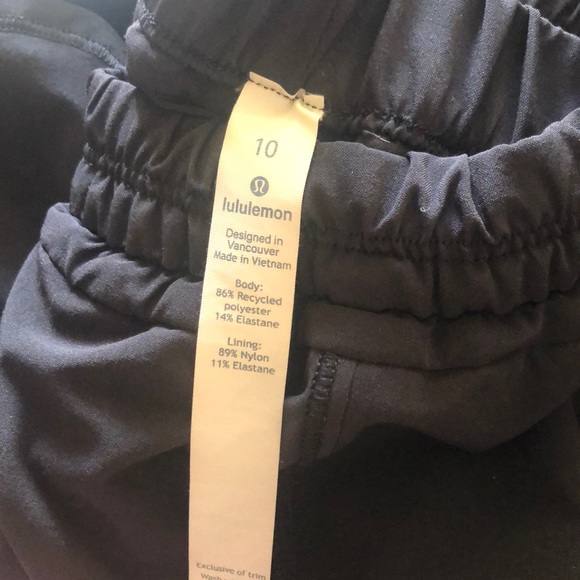 10
lululemon
Designed in
Vancouver
Made in Vietnam
Body:
86% Recycled
polyester
14% Elastane
Lining:
89% Nylon
11% Elastane
Exclusive of trim